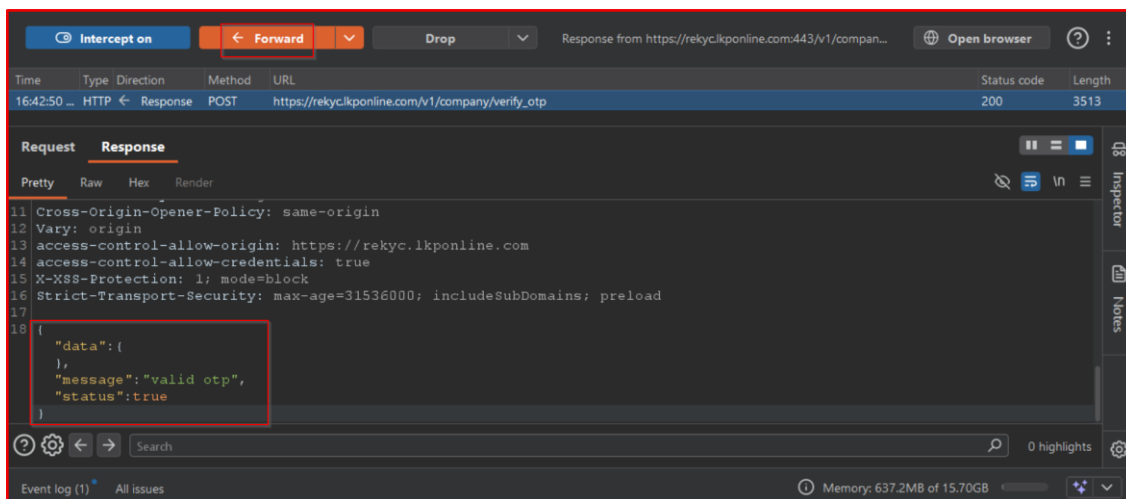 Intercept on
Forward
Drop
Response from https://rekyc.lkponline.com:443/v1/compan...
Open browser
Time Type Direction Method URL Status code Length
16:42:50 ... HTTP Response POST https://rekyc.lkponline.com/v1/company/verify_otp 200 3513
Request Response
Pretty Raw Hex Render
\n
11 Cross-Origin-Opener-Policy: same-origin
12 Vary: origin
13 access-control-allow-origin: https://rekyc.lkponline.com
14 access-control-allow-credentials: true
15 X-XSS-Protection: 1; mode=block
16 Strict-Transport-Security: max-age=31536000; includeSubDomains; preload
17
18 {
"data":{
},
"message":"valid otp",
"status":true
}
Search
0 highlights
Event log (1) All issues
Memory: 637.2MB of 15.70GB
Inspector
Notes